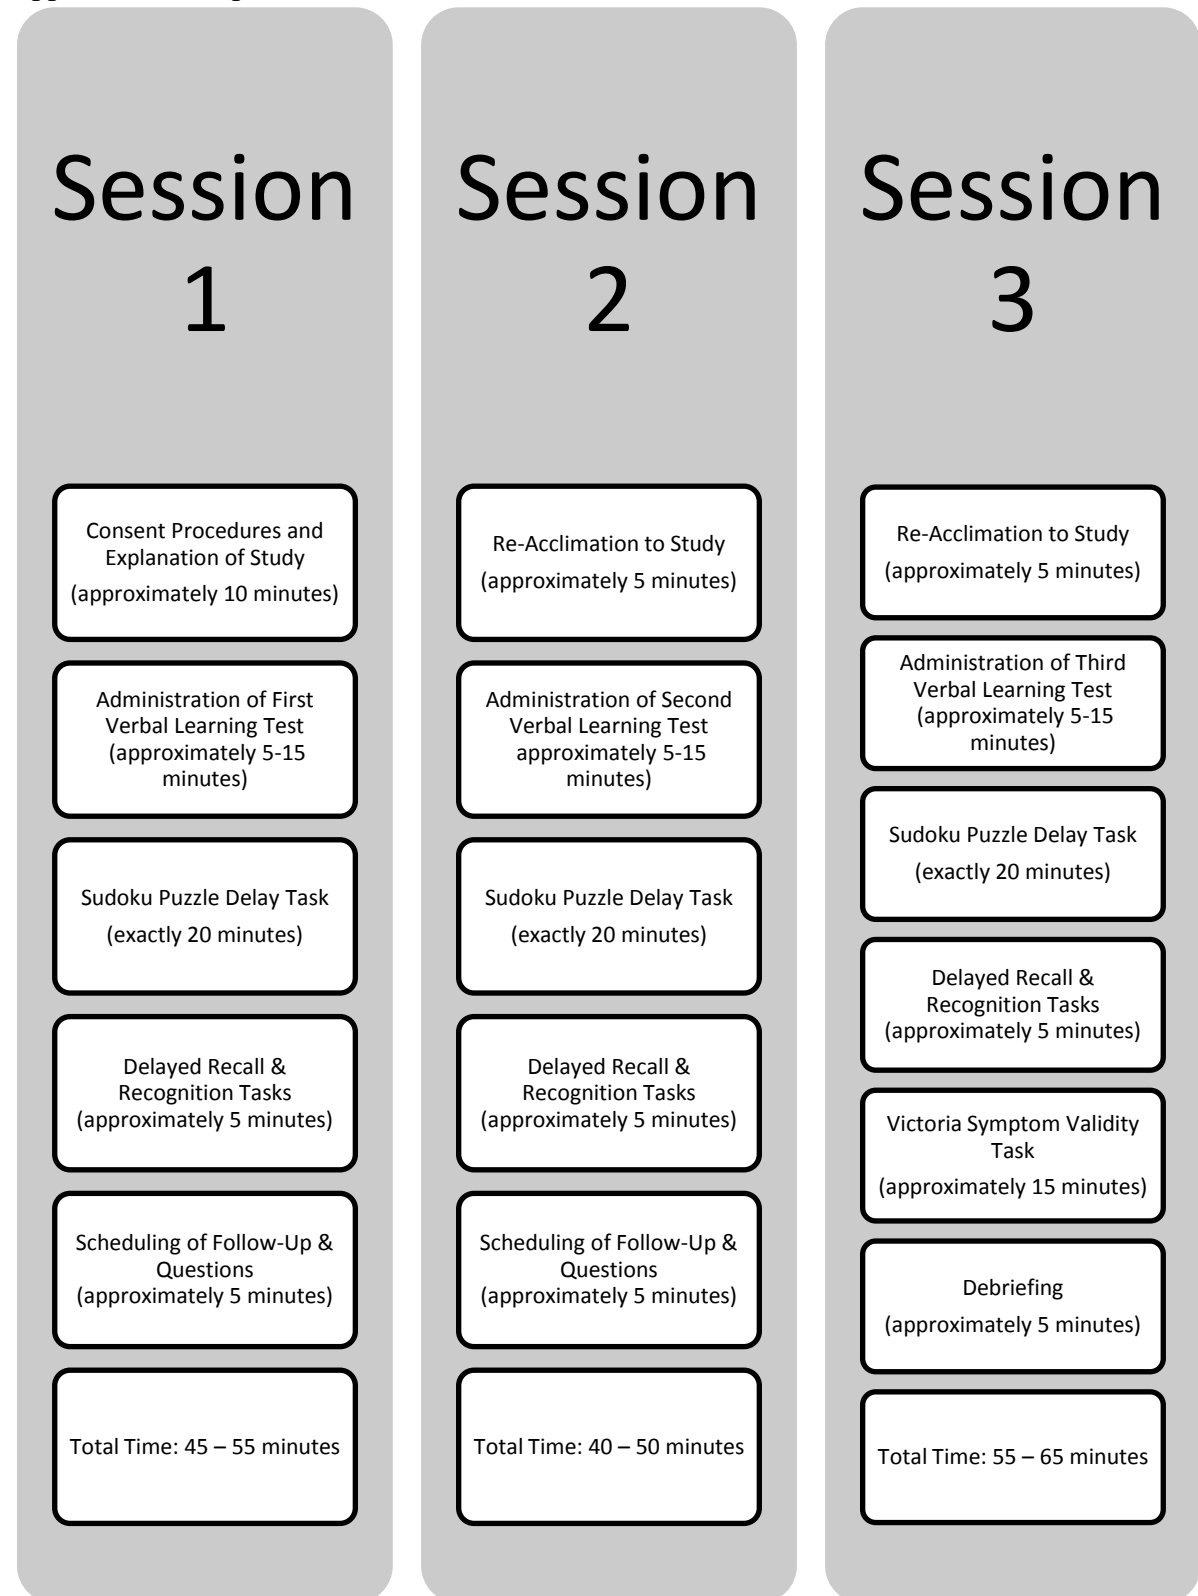 Session
1
Consent Procedures and
Explanation of Study
(approximately 10 minutes)
Administration of First
Verbal Learning Test
(approximately 5-15
minutes)
Sudoku Puzzle Delay Task
(exactly 20 minutes)
Delayed Recall &
Recognition Tasks
(approximately 5 minutes)
Scheduling of Follow-Up &
Questions
(approximately 5 minutes)
Total Time: 45 – 55 minutes
Session
2
Re-Acclimation to Study
(approximately 5 minutes)
Administration of Second
Verbal Learning Test
approximately 5-15
minutes)
Sudoku Puzzle Delay Task
(exactly 20 minutes)
Delayed Recall &
Recognition Tasks
(approximately 5 minutes)
Scheduling of Follow-Up &
Questions
(approximately 5 minutes)
Total Time: 40 – 50 minutes
Session
3
Re-Acclimation to Study
(approximately 5 minutes)
Administration of Third
Verbal Learning Test
(approximately 5-15
minutes)
Sudoku Puzzle Delay Task
(exactly 20 minutes)
Delayed Recall &
Recognition Tasks
(approximately 5 minutes)
Victoria Symptom Validity
Task
(approximately 15 minutes)
Debriefing
(approximately 5 minutes)
Total Time: 55 – 65 minutes